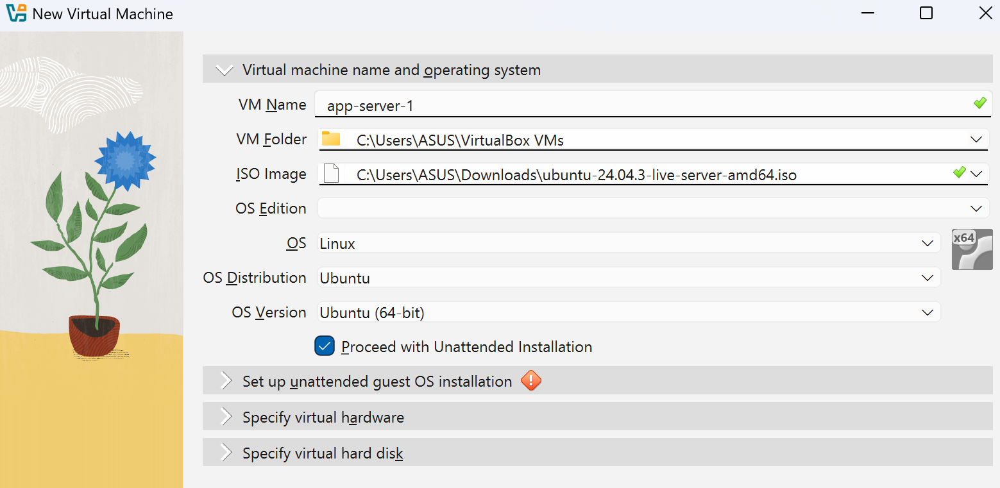 New Virtual Machine
Virtual machine name and operating system
VM Name app-server-1
VM Folder C:\Users\ASUS\VirtualBox VMs
ISO Image C:\Users\ASUS\Downloads\ubuntu-24.04.3-live-server-amd64.iso
OS Edition
OS Linux
x64
OS Distribution Ubuntu
OS Version Ubuntu (64-bit)
Proceed with Unattended Installation
Set up unattended guest OS installation
Specify virtual hardware
Specify virtual hard disk